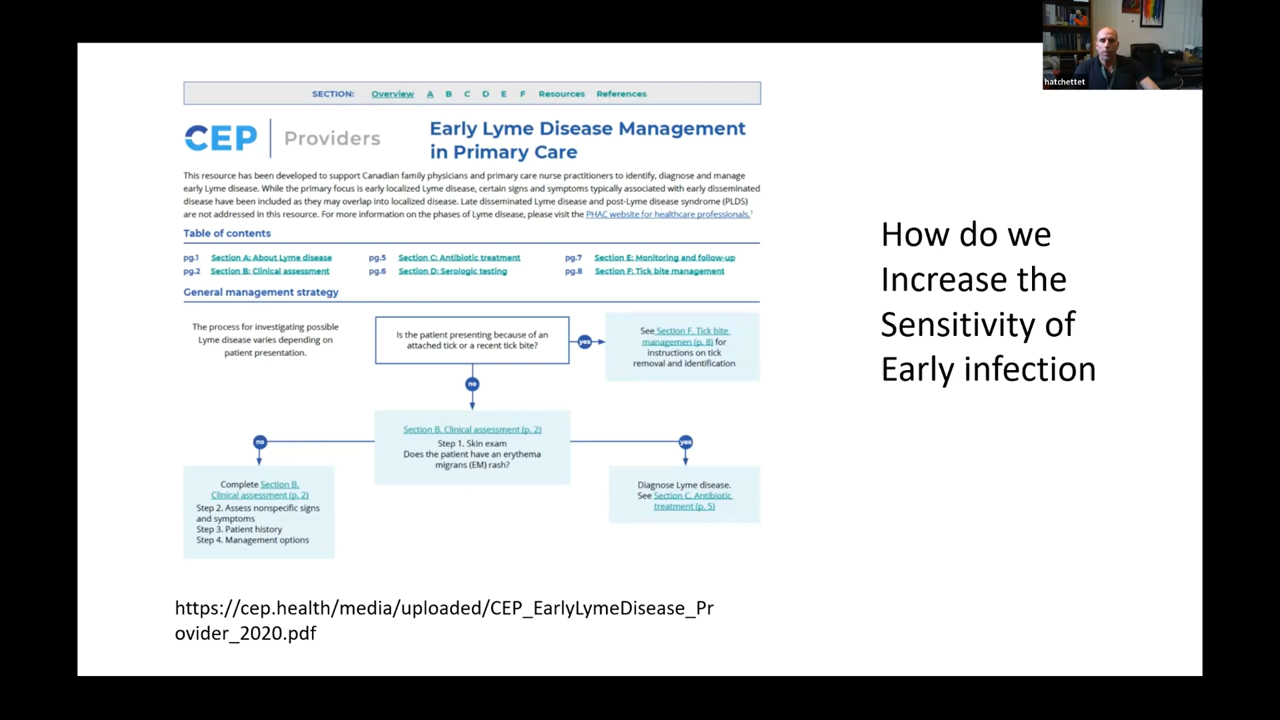 hatchettet
SECTION: Overview A B C D E F Resources References
CEP Providers
Early Lyme Disease Management
in Primary Care
This resource has been developed to support Canadian family physicians and primary care nurse practitioners to identify, diagnose and manage
early Lyme disease. While the primary focus is early localized Lyme disease, certain signs and symptoms typically associated with early disseminated
disease have been included as they may overlap into localized disease. Late disseminated Lyme disease and post-Lyme disease syndrome (PLDS)
are not addressed in this resource. For more information on the phases of Lyme disease, please visit the PHAC website for healthcare professionals.1
Table of contents
pg.1 Section A: About Lyme disease
pg.2 Section B: Clinical assessment
pg.5 Section C: Antibiotic treatment
pg.6 Section D: Serologic testing
pg.7 Section E: Monitoring and follow-up
pg.8 Section F: Tick bite management
General management strategy
The process for investigating possible
Lyme disease varies depending on
patient presentation.
Is the patient presenting because of an
attached tick or a recent tick bite?
yes
See Section F. Tick bite
managemen (p. 8) for
instructions on tick
removal and identification
no
Section B. Clinical assessment (p. 2)
Step 1. Skin exam
Does the patient have an erythema
migrans (EM) rash?
no
yes
Complete Section B.
Clinical assessment (p. 2)
Step 2. Assess nonspecific signs
and symptoms
Step 3. Patient history
Step 4. Management options
Diagnose Lyme disease.
See Section C. Antibiotic
treatment (p. 5)
How do we
Increase the
Sensitivity of
Early infection
https://cep.health/media/uploaded/CEP_EarlyLymeDisease_Pr
ovider_2020.pdf